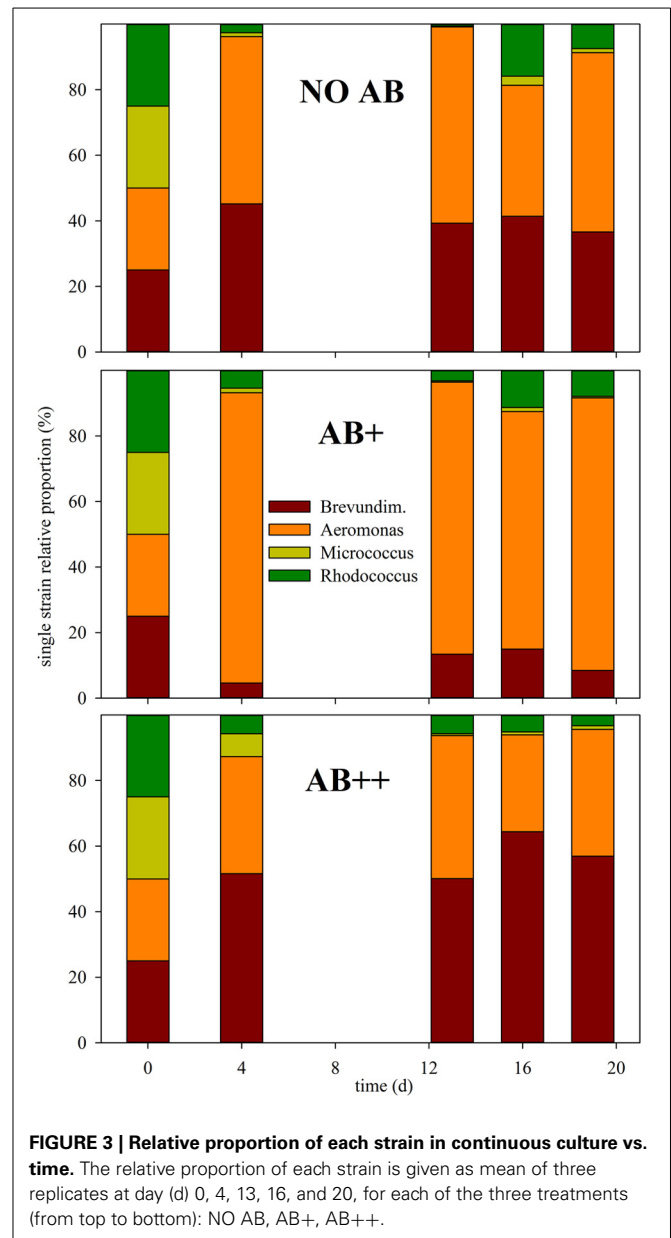 NO AB
80
60
40
20
0
AB+
80
60
40
20
0
single strain relative proportion (%)
Brevundim.
Aeromonas
Micrococcus
Rhodococcus
AB++
80
60
40
20
0
0 4 8 12 16 20
time (d)
FIGURE 3 | Relative proportion of each strain in continuous culture vs.
time. The relative proportion of each strain is given as mean of three
replicates at day (d) 0, 4, 13, 16, and 20, for each of the three treatments
(from top to bottom): NO AB, AB+, AB++.